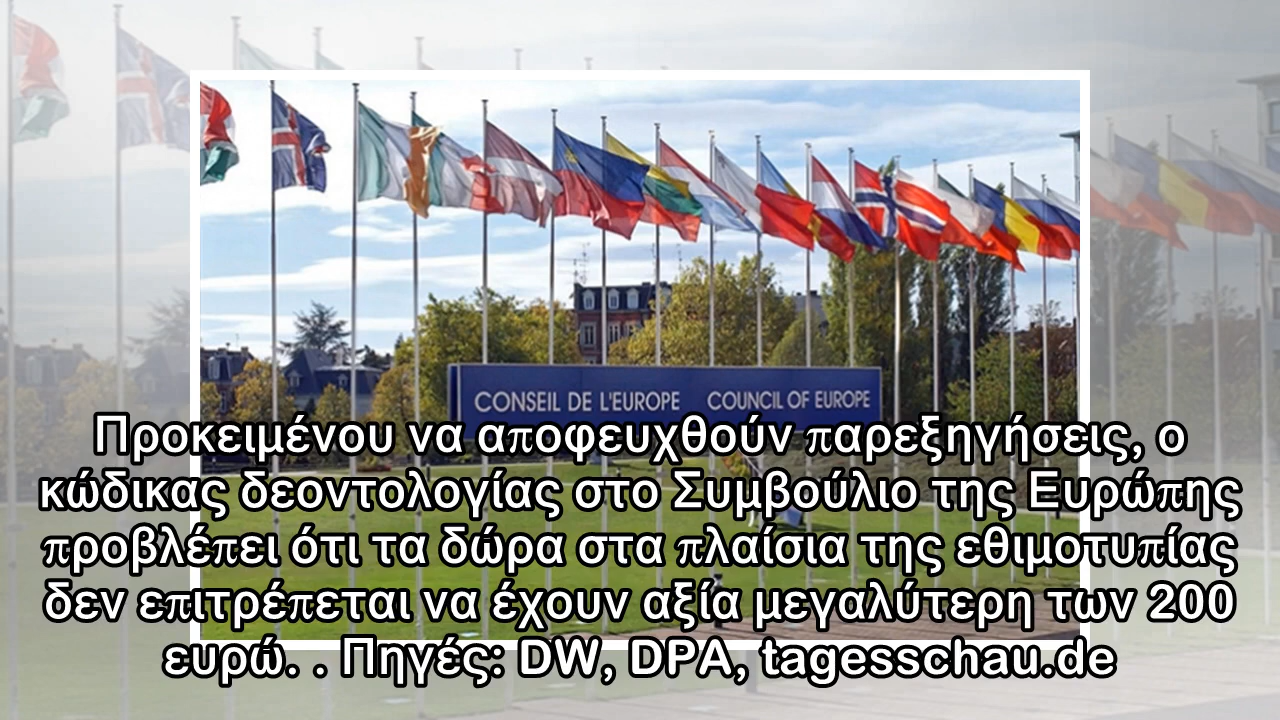 CONSEIL DE L'EUROPE COUNCIL OF EUROPE
Προκειμένου να αποφευχθούν παρεξηγήσεις, ο
κώδικας δεοντολογίας στο Συμβούλιο της Ευρώπης
προβλέπει ότι τα δώρα στα πλαίσια της εθιμοτυπίας
δεν επιτρέπεται να έχουν αξία μεγαλύτερη των 200
ευρώ. . Πηγές: DW, DPA, tagesschau.de